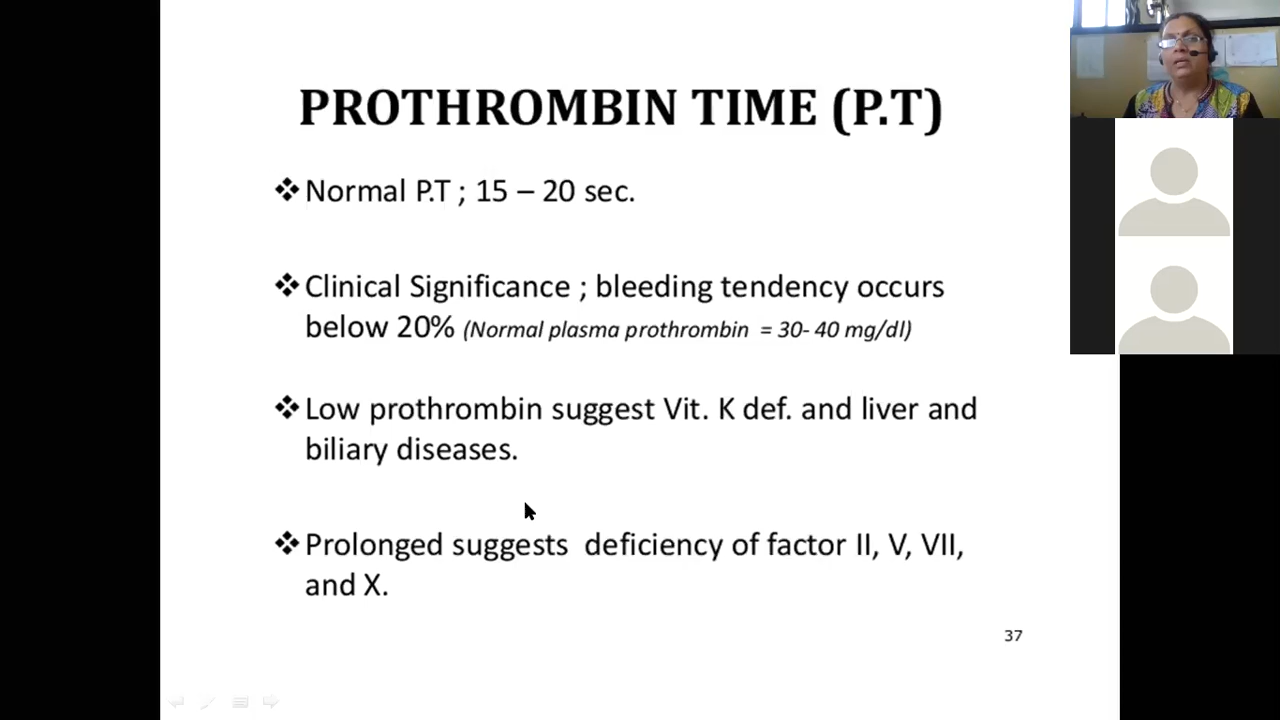 PROTHROMBIN TIME (P.T)
❖ Normal P.T ; 15 – 20 sec.
❖ Clinical Significance ; bleeding tendency occurs
below 20% (Normal plasma prothrombin = 30- 40 mg/dl)
❖ Low prothrombin suggest Vit. K def. and liver and
biliary diseases.
❖ Prolonged suggests deficiency of factor II, V, VII,
and X.
37